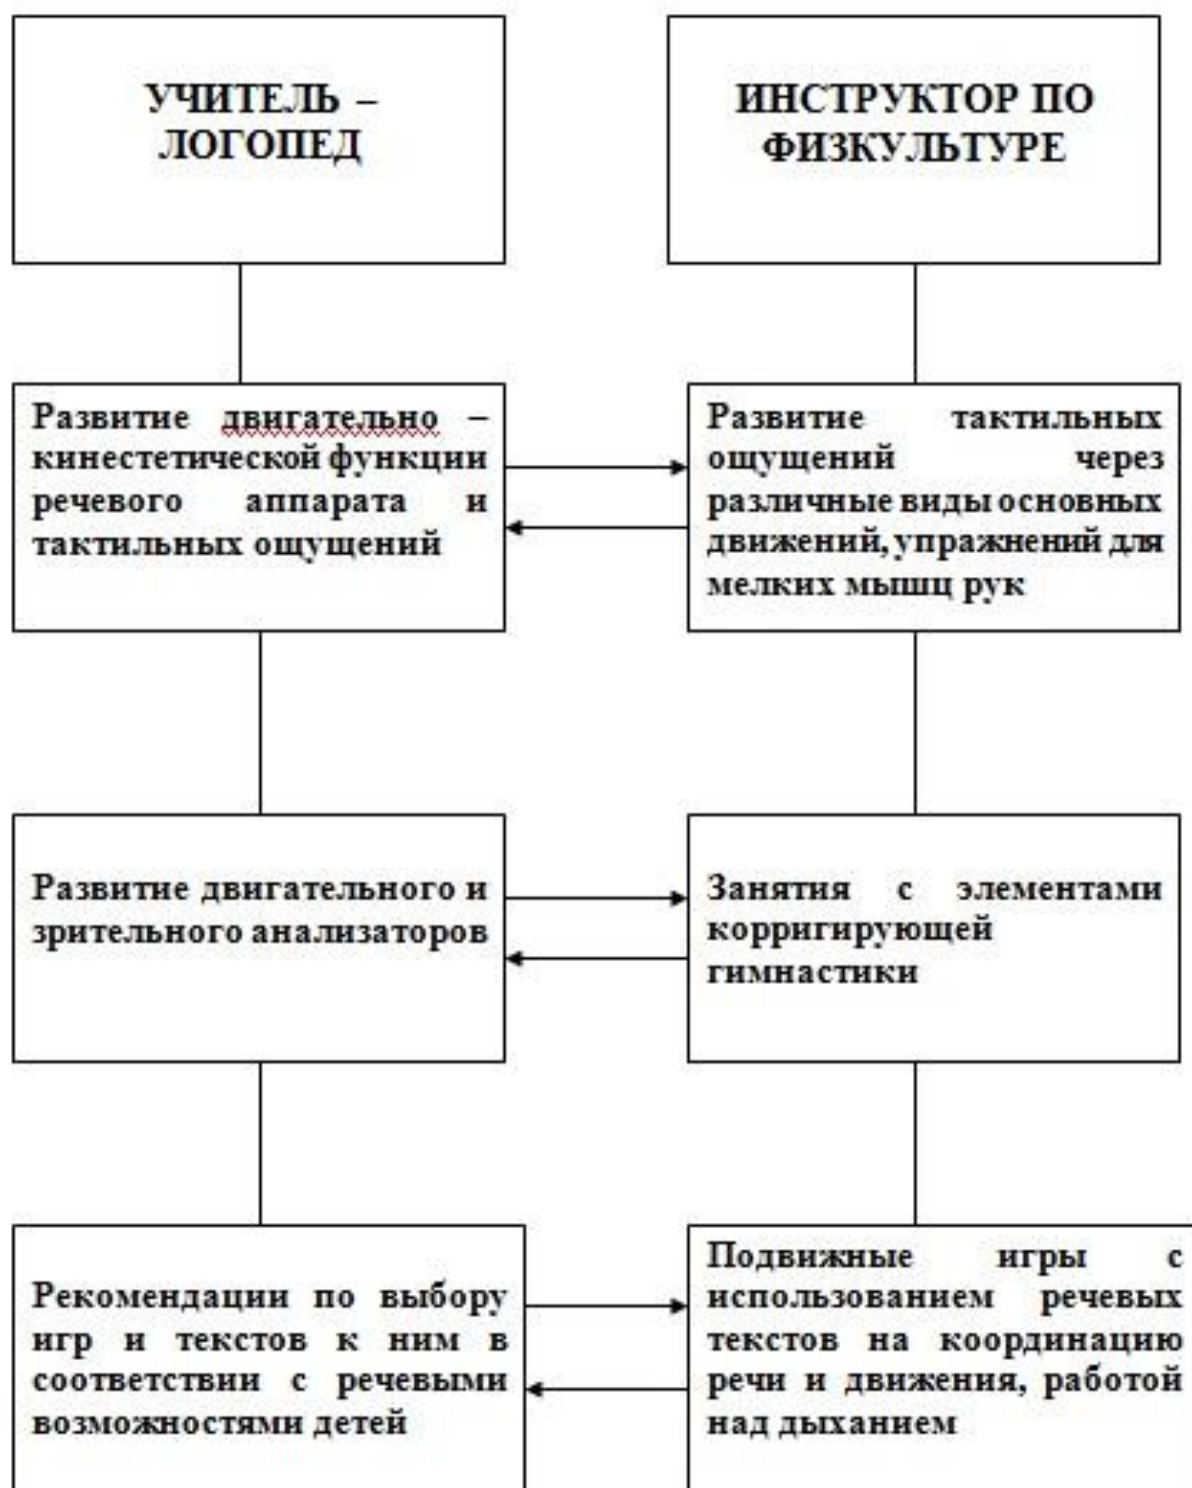 УЧИТЕЛЬ –
ЛОГОПЕД
ИНСТРУКТОР ПО
ФИЗКУЛЬТУРЕ
Развитие двигательно –
кинестетической функции
речевого аппарата и
тактильных ощущений
Развитие тактильных
ощущений через
различные виды основных
движений, упражнений для
мелких мышц рук
Развитие двигательного и
зрительного анализаторов
Занятия с элементами
корригирующей
гимнастики
Рекомендации по выбору
игр и текстов к ним в
соответствии с речевыми
возможностями детей
Подвижные игры с
использованием речевых
текстов на координацию
речи и движения, работой
над дыханием